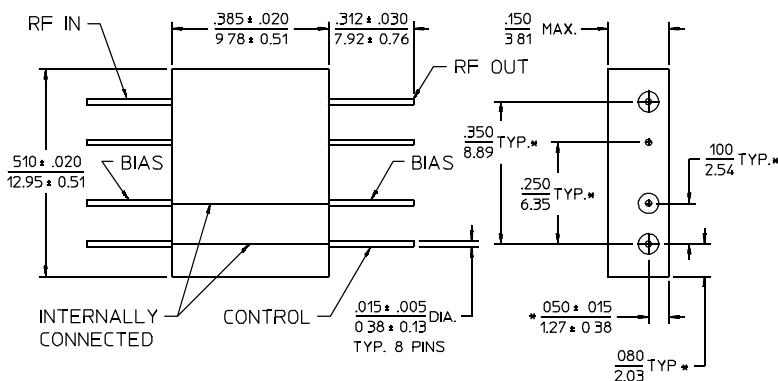 RF IN
.385± .020
9 78 ± 0.51
.312± .030
7.92 ± 0.76
.150
3 81
MAX.
RF OUT
.510 ± .020
12.95 ± 0.51
BIAS
BIAS
.350
8.89
TYP.*
.250
6.35
TYP.*
100
2.54
TYP.*
INTERNALLY
CONNECTED
CONTROL
.015 ± .005
0 38 ± 0.13
DIA.
TYP. 8 PINS
* .050 ± .015
1.27 ± 0 38
.080
2.03
TYP *